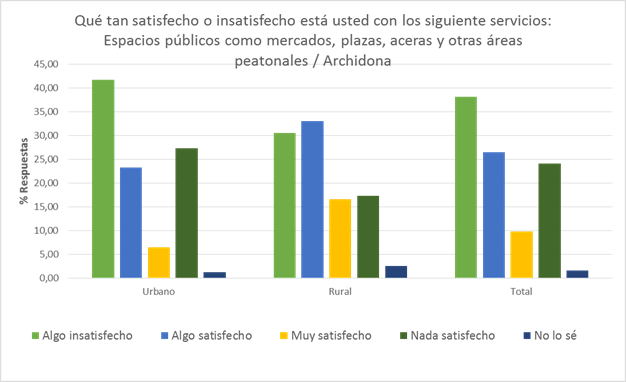 Qué tan satisfecho o insatisfecho está usted con los siguiente servicios:
Espacios públicos como mercados, plazas, aceras y otras áreas
peatonales / Archidona
% Respuestas
45,00
40,00
35,00
30,00
25,00
20,00
15,00
10,00
5,00
0,00
Urbano Rural Total
Algo insatisfecho Algo satisfecho Muy satisfecho Nada satisfecho No lo sé